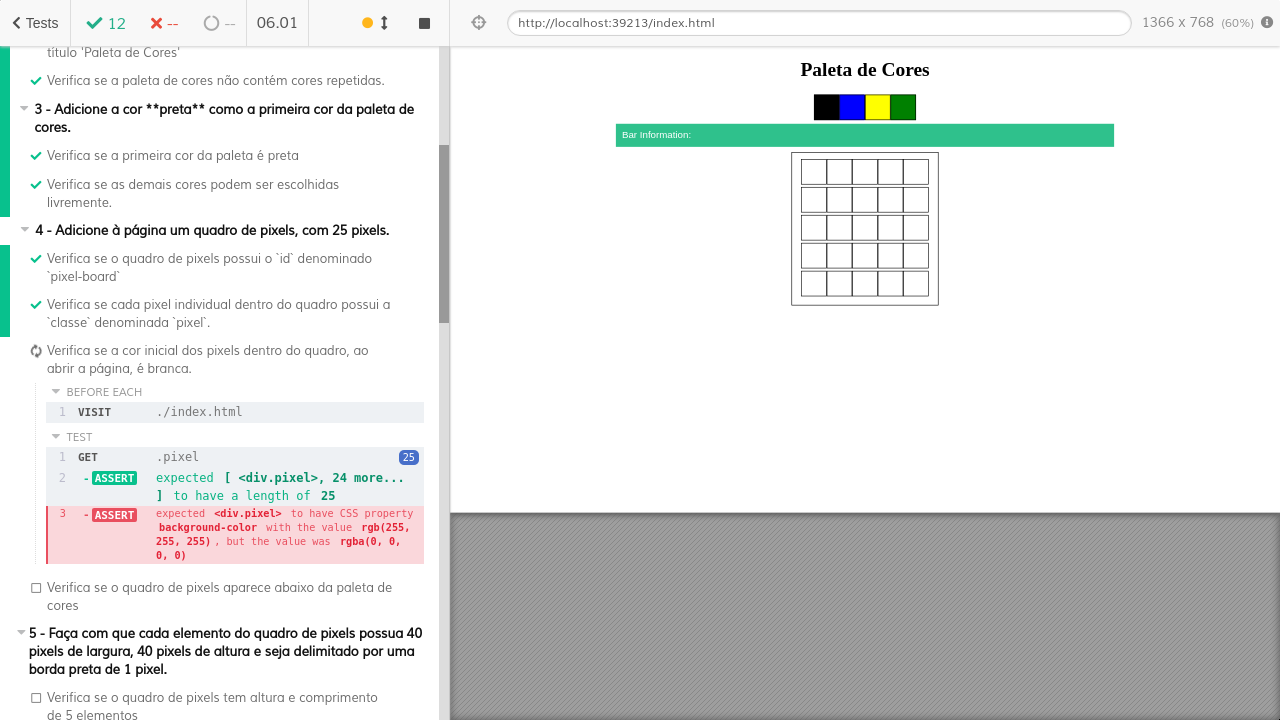 Tests
12
--
--
06.01
http://localhost:39213/index.html
1366 x 768 (60%)
título 'Paleta de Cores'
Verifica se a paleta de cores não contém cores repetidas.
3 - Adicione a cor **preta** como a primeira cor da paleta de
cores.
Verifica se a primeira cor da paleta é preta
Verifica se as demais cores podem ser escolhidas
livremente.
4 - Adicione à página um quadro de pixels, com 25 pixels.
Verifica se o quadro de pixels possui o `id` denominado
`pixel-board`
Verifica se cada pixel individual dentro do quadro possui a
`classe` denominada `pixel`.
Verifica se a cor inicial dos pixels dentro do quadro, ao
abrir a página, é branca.
BEFORE EACH
1 VISIT ./index.html
TEST
1 GET .pixel 25
2 -ASSERT expected [ <div.pixel>, 24 more...
] to have a length of 25
3 -ASSERT expected <div.pixel> to have CSS property
background-color with the value rgb(255,
255, 255), but the value was rgba(0, 0,
0, 0)
Verifica se o quadro de pixels aparece abaixo da paleta de
cores
5 - Faça com que cada elemento do quadro de pixels possua 40
pixels de largura, 40 pixels de altura e seja delimitado por uma
borda preta de 1 pixel.
Verifica se o quadro de pixels tem altura e comprimento
de 5 elementos
Paleta de Cores
Bar Information: